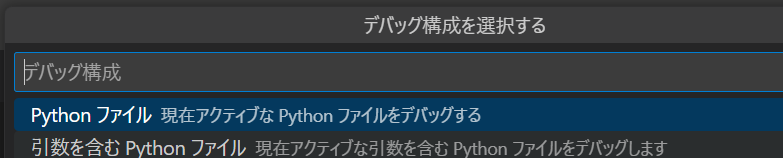 デバッグ構成を選択する
デバッグ構成
Python ファイル 現在アクティブな Python ファイルをデバッグする
引数を含む Python ファイル 現在アクティブな引数を含む Python ファイルをデバッグします